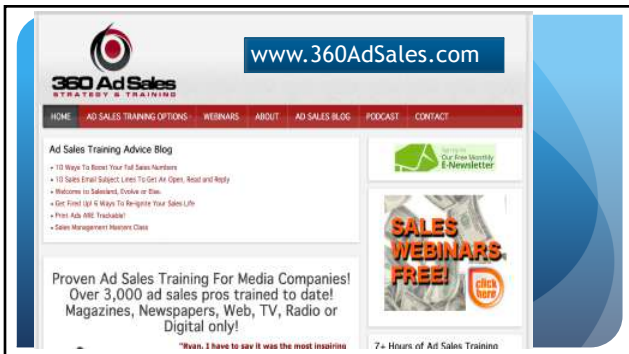 www.360AdSales.com
360 Ad Sales
STRATEGY & TRAINING
HOME AD SALES TRAINING OPTIONS WEBINARS ABOUT AD SALES BLOG PODCAST CONTACT
Ad Sales Training Advice Blog
• 10 Ways To Boost Your Fall Sales Numbers
• 10 Sales Email Subject Lines To Get An Open, Read and Reply
• Welcome to Salesland, Evolve or Else.
• Get Fired Up! 6 Ways To Re-ignite Your Sales Life
• Print Ads ARE Trackable!
• Sales Management Masters Class
Our Free Monthly
E-Newsletter
SALES
WEBINARS
FREE!
click
here
Proven Ad Sales Training For Media Companies!
Over 3,000 ad sales pros trained to date!
Magazines, Newspapers, Web, TV, Radio or
Digital only!
"Ryan, I have to say it was the most inspiring
7+ Hours of Ad Sales Training